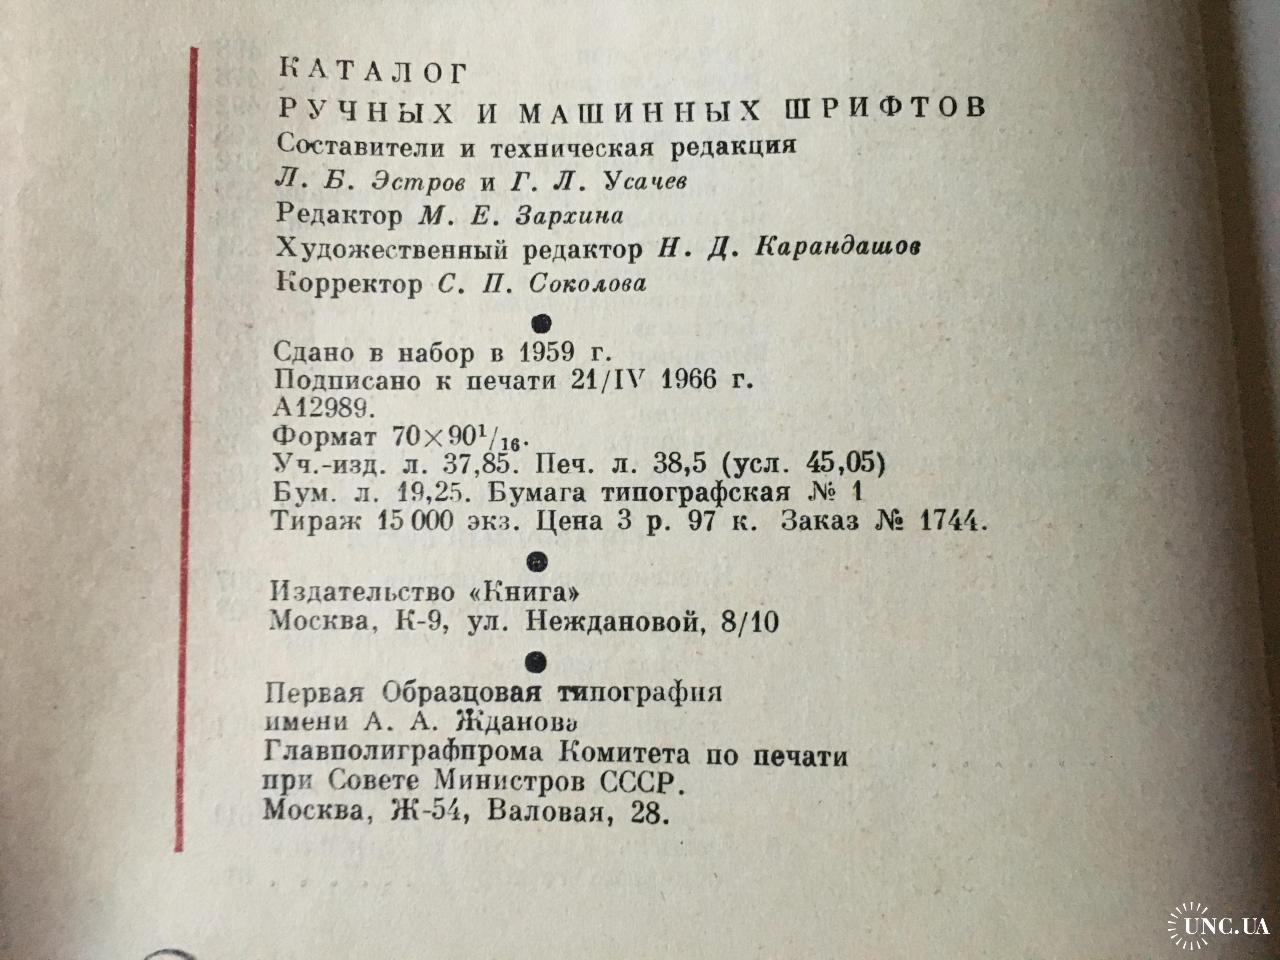 КАТАЛОГ
РУЧНЫХ И МАШИННЫХ ШРИФТОВ
Составители и техническая редакция
Л. Б. Эстров и Г. Л. Усачев
Редактор М. Е. Зархина
Художественный редактор Н. Д. Карандашов
Корректор С. П. Соколова
Сдано в набор в 1959 г.
Подписано к печати 21/IV 1966 г.
А12989.
Формат 70×90¹/₁₆.
Уч.-изд. л. 37,85. Печ. л. 38,5 (усл. 45,05)
Бум. л. 19,25. Бумага типографская № 1
Тираж 15 000 экз. Цена 3 р. 97 к. Заказ № 1744.
Издательство «Книга»
Москва, К-9, ул. Неждановой, 8/10
Первая Образцовая типография
имени А. А. Жданова
Главполиграфпрома Комитета по печати
при Совете Министров СССР.
Москва, Ж-54, Валовая, 28.
UNC.UA